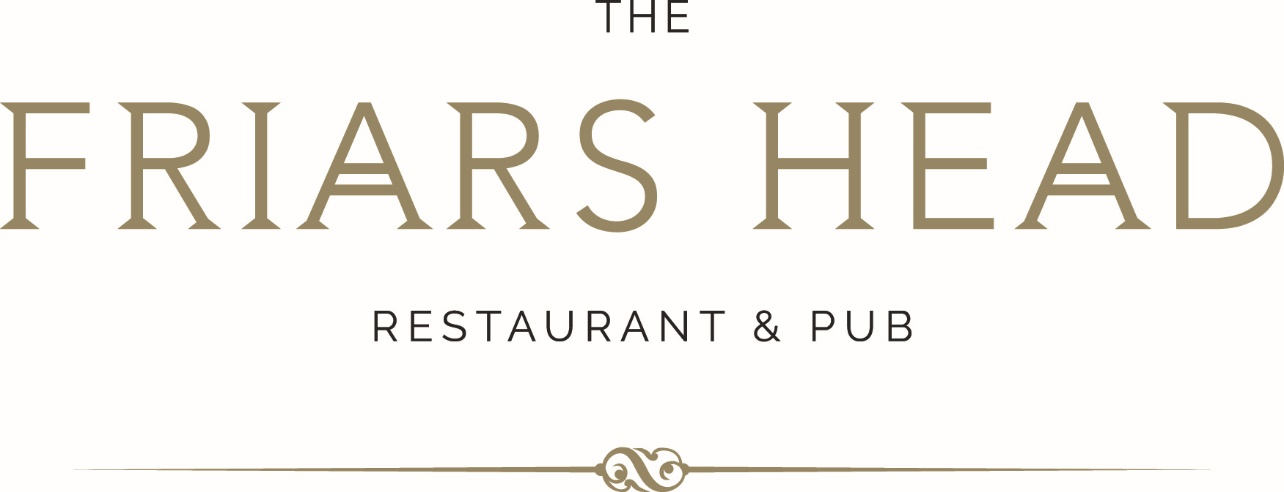 THE
FRIARS HEAD
RESTAURANT & PUB